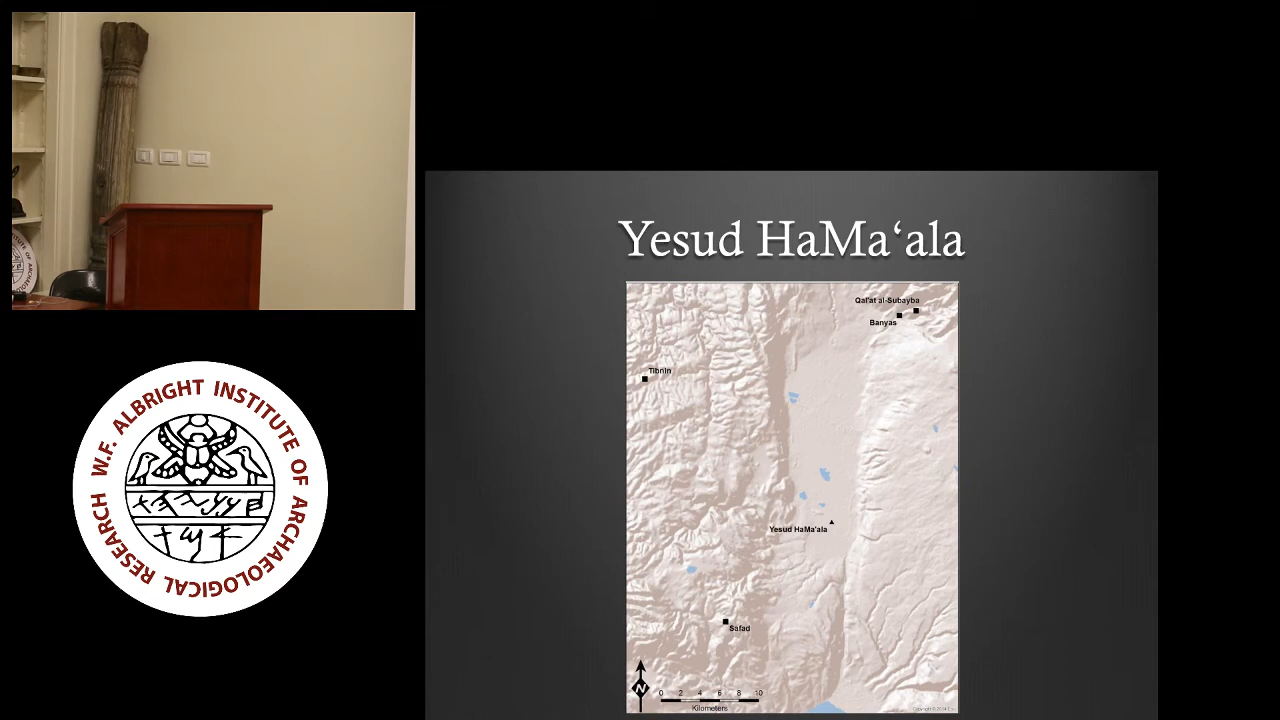 Yesud HaMa‘ala
Qal'at al-Subayba
Banyas
Tibnin
Yesud HaMa'ala
Safad
N
0 2 4 6 8 10
Kilometers
W.F. ALBRIGHT INSTITUTE OF ARCHAEOLOGICAL RESEARCH